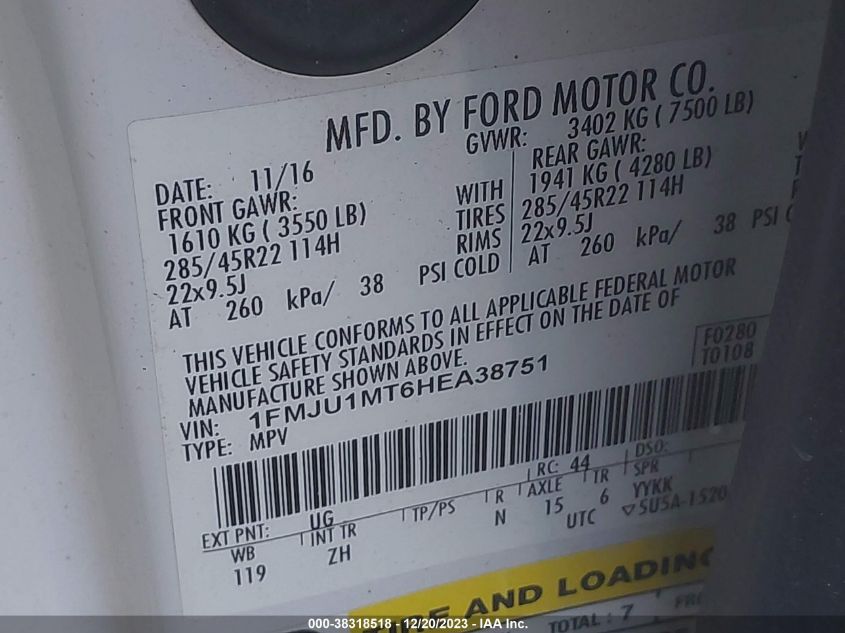 MFD. BY FORD MOTOR CO.
DATE: 11/16 GVWR: 3402 KG ( 7500 LB)
FRONT GAWR: REAR GAWR:
1610 KG ( 3550 LB) WITH 1941 KG ( 4280 LB)
285/45R22 114H TIRES 285/45R22 114H
22x9.5J RIMS 22x9.5J
AT 260 kPa/ 38 PSI COLD AT 260 kPa/ 38 PSI C
THIS VEHICLE CONFORMS TO ALL APPLICABLE FEDERAL MOTOR
VEHICLE SAFETY STANDARDS IN EFFECT ON THE DATE OF
MANUFACTURE SHOWN ABOVE.
F0280
T0108
VIN: 1FMJU1MT6HEA38751
TYPE: MPV
EXT PNT: UG RC: 44 DSO:
WB INT TR TP/PS R AXLE TR SPR
119 ZH N 15 6 YYKK
UTC ▽5U5A-1520
TIRE AND LOADING
TOTAL : 7 FR
000-38318518 - 12/20/2023 - IAA Inc.